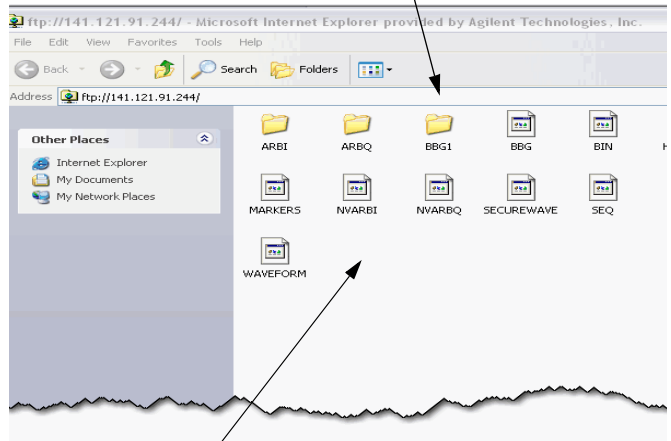 ftp://141.121.91.244/ - Microsoft Internet Explorer provided by Agilent Technologies, Inc.
File Edit View Favorites Tools Help
Back Search Folders
Address ftp://141.121.91.244/
Other Places
Internet Explorer
My Documents
My Network Places
ARBI ARBQ BBG1 BBG BIN H
MARKERS NVARBI NVARBQ SECUREWAVE SEQ
WAVEFORM